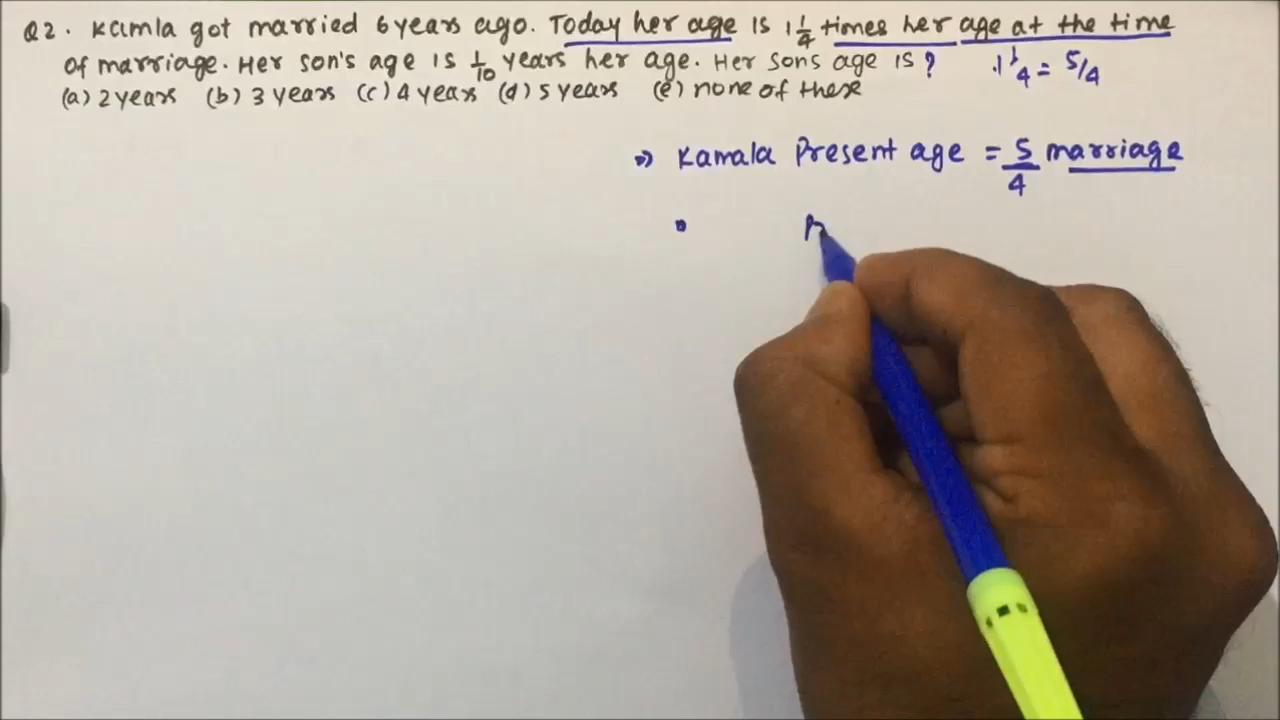 Q2. Kamla got married 6 years ago. Today her age is 1 1/4 times her age at the time
of marriage. Her son's age is 1/10 years her age. Her sons age is ?
1 1/4 = 5/4
(a) 2 years (b) 3 years (c) 4 years (d) 5 years (e) none of these
⇒ Kamala Present age = 5/4 marriage